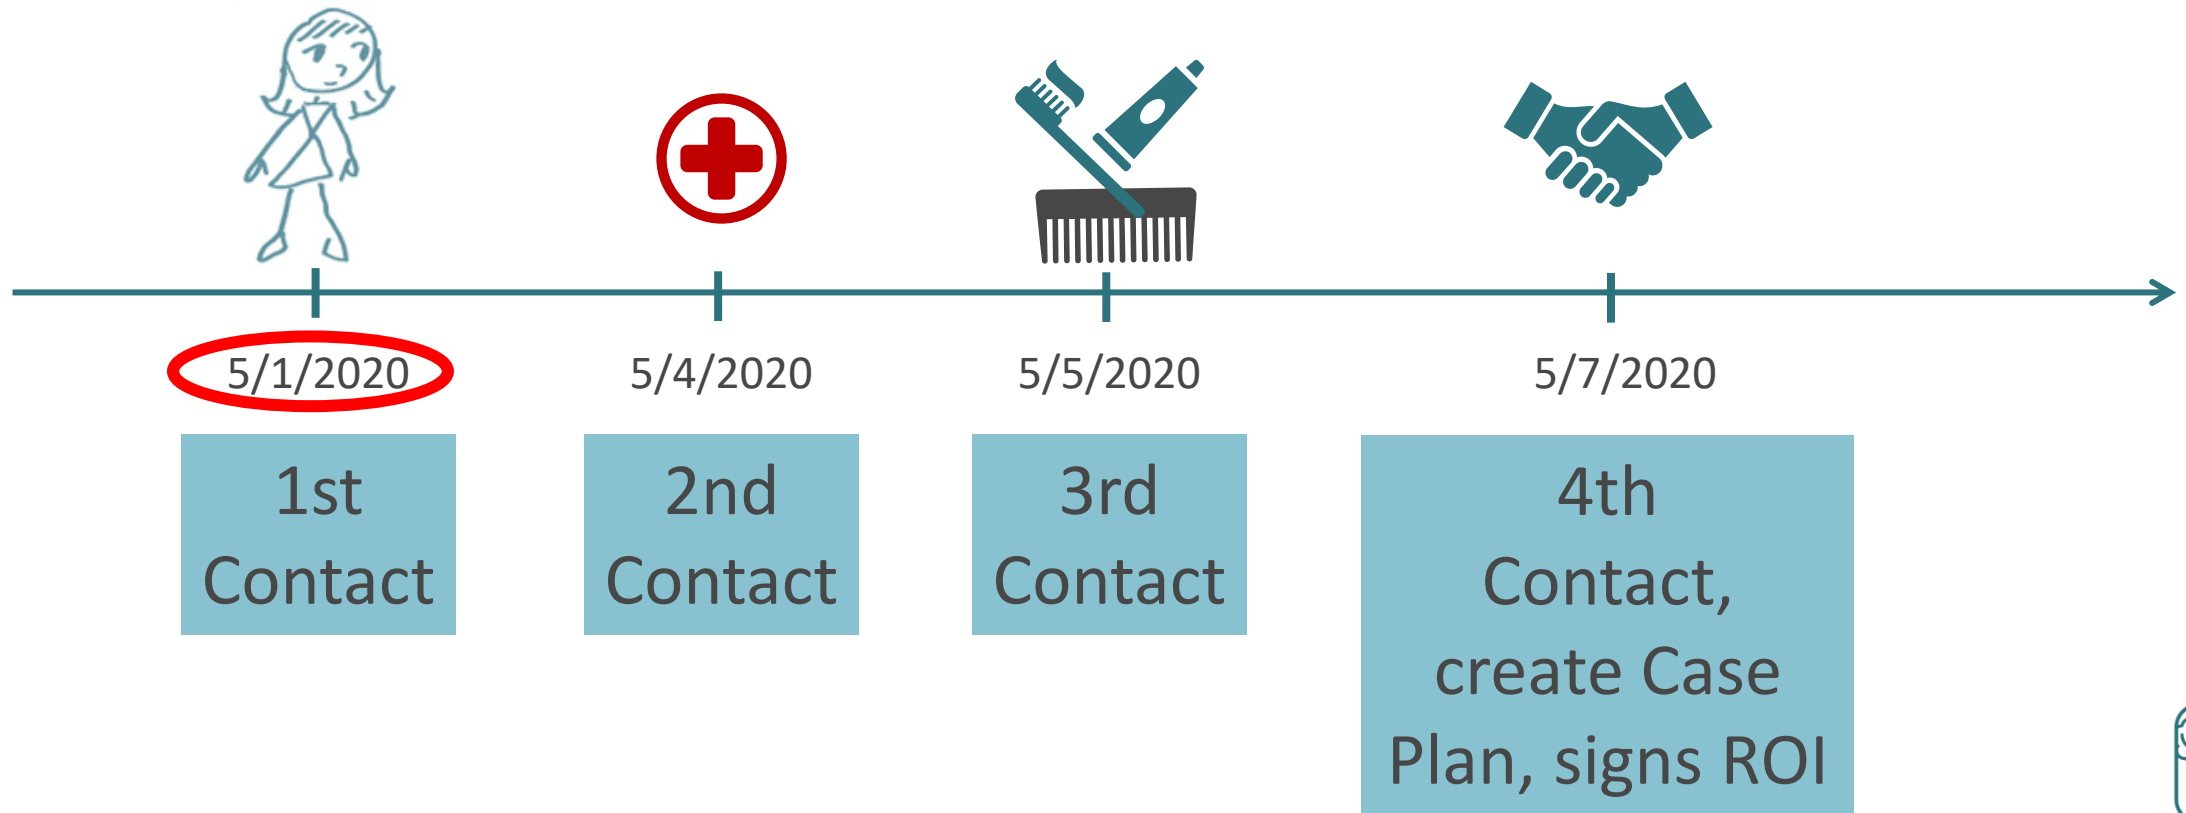 5/1/2020
5/4/2020
5/5/2020
5/7/2020
1st
Contact
2nd
Contact
3rd
Contact
4th
Contact,
create Case
Plan, signs ROI